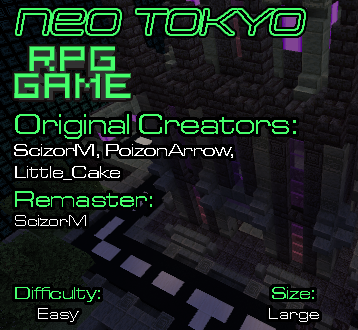 NEO TOKYO
RPG
GAME
Original Creators:
ScizorM, PoizonArrow,
Little_Cake
Remaster:
ScizorM
Difficulty: Size:
Easy Large